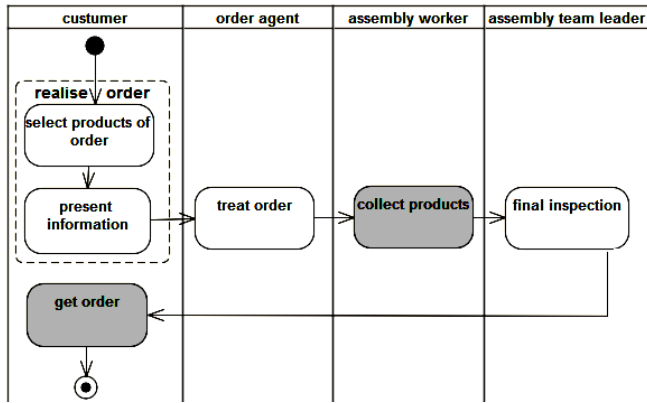 custumer order agent assembly worker assembly team leader
realise order
select products of
order
present
information
treat order
collect products
final inspection
get order